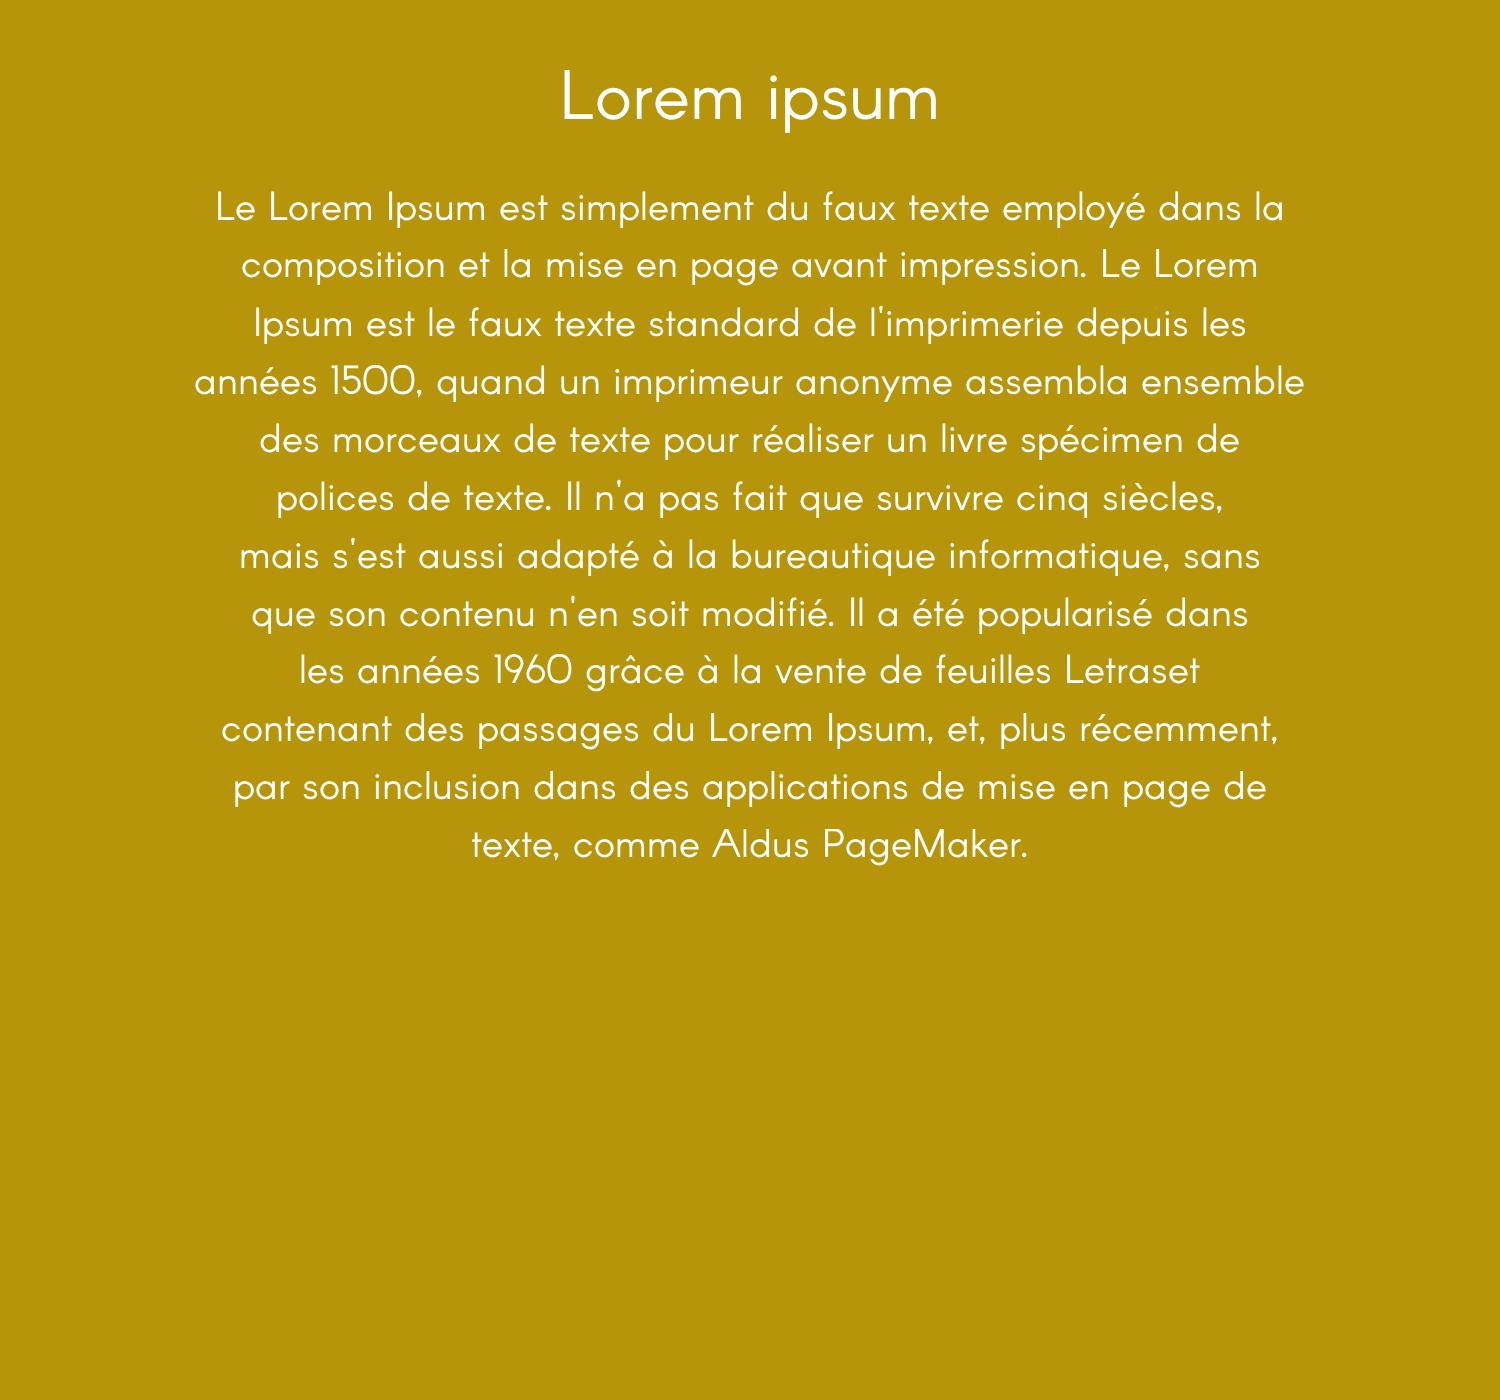 Lorem ipsum
Le Lorem Ipsum est simplement du faux texte employé dans la
composition et la mise en page avant impression. Le Lorem
Ipsum est le faux texte standard de l'imprimerie depuis les
années 1500, quand un imprimeur anonyme assembla ensemble
des morceaux de texte pour réaliser un livre spécimen de
polices de texte. Il n'a pas fait que survivre cinq siècles,
mais s'est aussi adapté à la bureautique informatique, sans
que son contenu n'en soit modifié. Il a été popularisé dans
les années 1960 grâce à la vente de feuilles Letraset
contenant des passages du Lorem Ipsum, et, plus récemment,
par son inclusion dans des applications de mise en page de
texte, comme Aldus PageMaker.